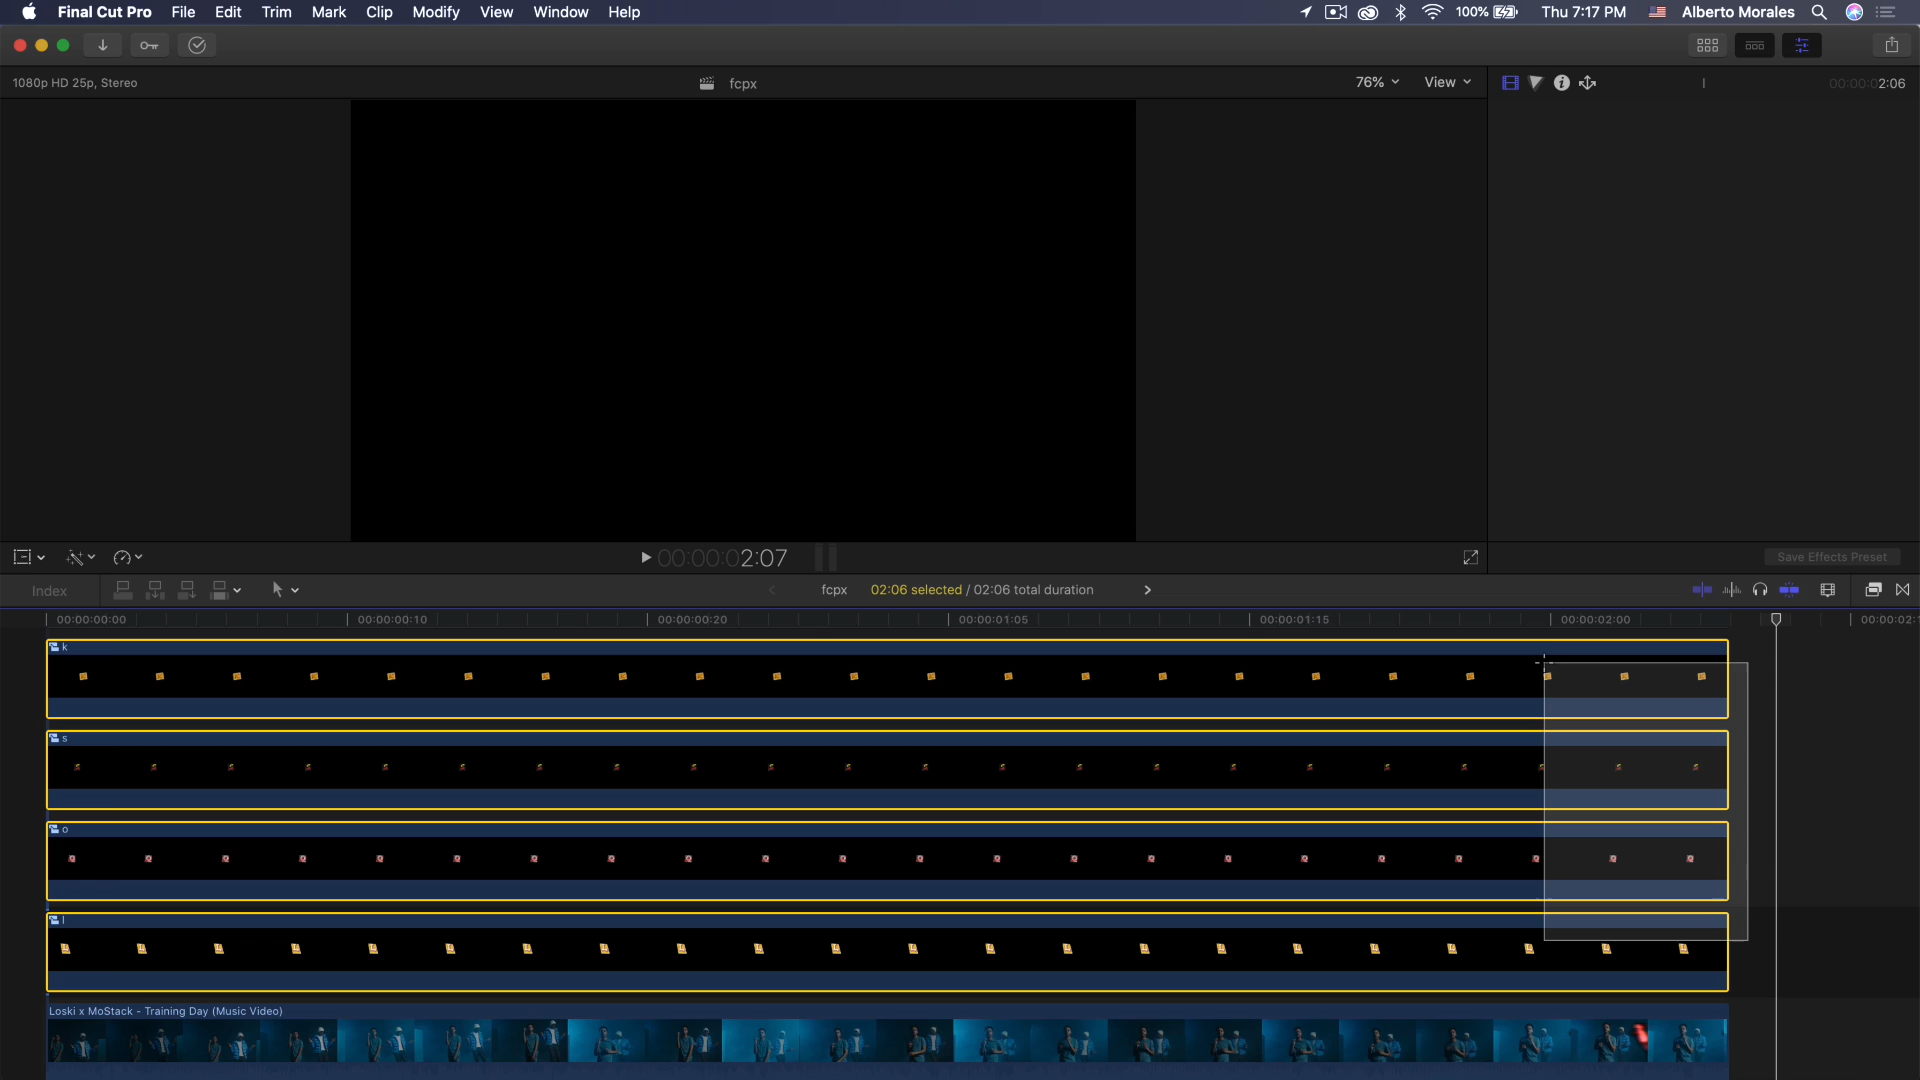 Final Cut Pro File Edit Trim Mark Clip Modify View Window Help 100% Thu 7:17 PM Alberto Morales
1080p HD 25p, Stereo fcpx 76% View 00:00:02:06
00:00:02:07 Save Effects Preset
Index fcpx 02:06 selected / 02:06 total duration
00:00:00:00 00:00:00:10 00:00:00:20 00:00:01:05 00:00:01:15 00:00:02:00
k
s
o
l
Loski x MoStack - Training Day (Music Video)